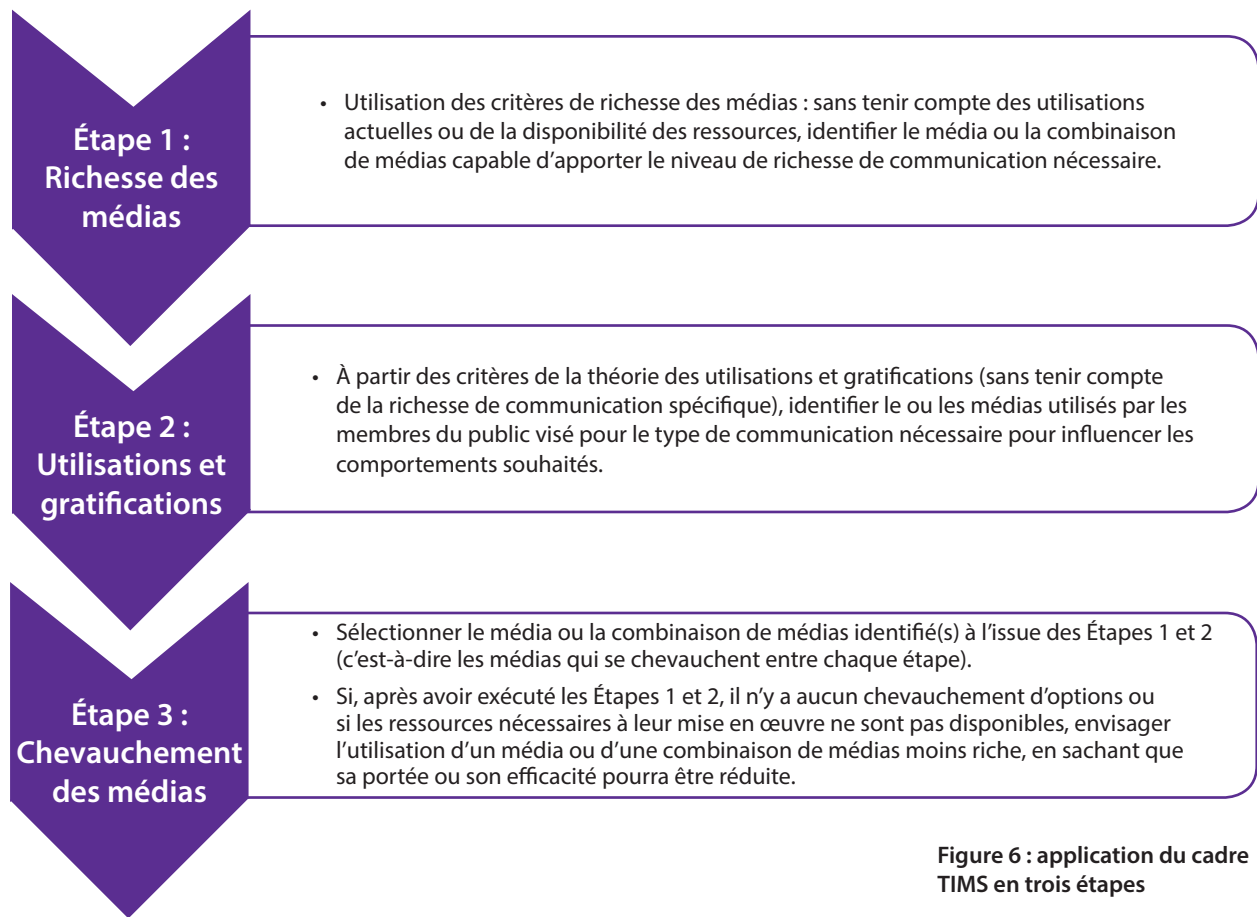 Étape 1 :
Richesse des
médias
• Utilisation des critères de richesse des médias : sans tenir compte des utilisations
actuelles ou de la disponibilité des ressources, identifier le média ou la combinaison
de médias capable d’apporter le niveau de richesse de communication nécessaire.
Étape 2 :
Utilisations et
gratifications
• À partir des critères de la théorie des utilisations et gratifications (sans tenir compte
de la richesse de communication spécifique), identifier le ou les médias utilisés par les
membres du public visé pour le type de communication nécessaire pour influencer les
comportements souhaités.
Étape 3 :
Chevauchement
des médias
• Sélectionner le média ou la combinaison de médias identifié(s) à l’issue des Étapes 1 et 2
(c’est-à-dire les médias qui se chevauchent entre chaque étape).
• Si, après avoir exécuté les Étapes 1 et 2, il n’y a aucun chevauchement d’options ou
si les ressources nécessaires à leur mise en œuvre ne sont pas disponibles, envisager
l’utilisation d’un média ou d’une combinaison de médias moins riche, en sachant que
sa portée ou son efficacité pourra être réduite.
Figure 6 : application du cadre
TIMS en trois étapes